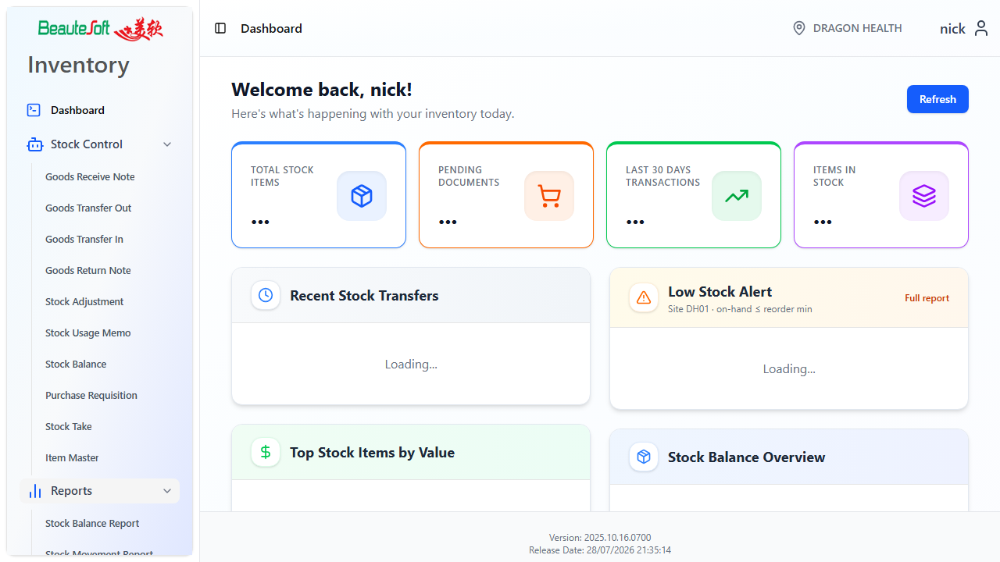 BeauteSoft 美软
Inventory
Dashboard
Stock Control
Goods Receive Note
Goods Transfer Out
Goods Transfer In
Goods Return Note
Stock Adjustment
Stock Usage Memo
Stock Balance
Purchase Requisition
Stock Take
Item Master
Reports
Stock Balance Report
Stock Movement Report
Dashboard
DRAGON HEALTH
nick
Welcome back, nick!
Here's what's happening with your inventory today.
Refresh
TOTAL STOCK
ITEMS
...
PENDING
DOCUMENTS
...
LAST 30 DAYS
TRANSACTIONS
...
ITEMS IN
STOCK
...
Recent Stock Transfers
Loading...
Low Stock Alert
Site DH01 · on-hand ≤ reorder min
Full report
Loading...
Top Stock Items by Value
Stock Balance Overview
Version: 2025.10.16.0700
Release Date: 28/07/2026 21:35:14